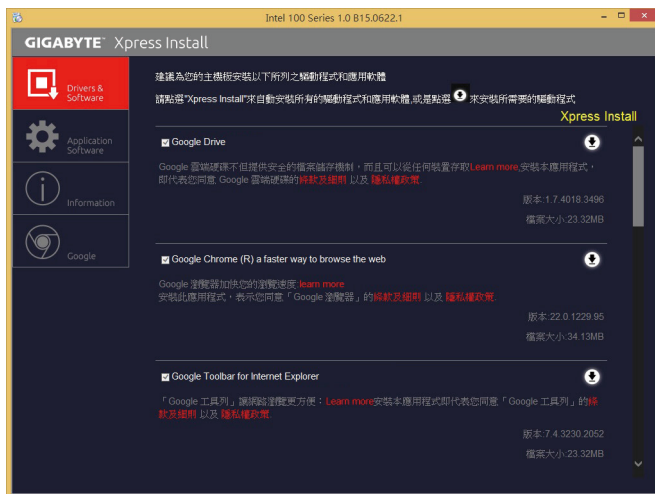 Intel 100 Series 1.0 B15.0622.1
GIGABYTE™ Xpress Install
Drivers &
Software
Application
Software
Information
Google
建議為您的主機板安裝以下所列之驅動程式和應用軟體
請點選"Xpress Install"來自動安裝所有的驅動程式和應用軟體,或是點選 來安裝所需要的驅動程式
Xpress Install
Google Drive
Google 雲端硬碟不但提供安全的檔案儲存機制，而且可以從任何裝置存取Learn more,安裝本應用程式，
即代表您同意 Google 雲端硬碟的條款及細則 以及 隱私權政策.
版本:1.7.4018.3496
檔案大小:23.32MB
Google Chrome (R) a faster way to browse the web
Google 瀏覽器加快您的瀏覽速度.learn more
安裝此應用程式，表示您同意「Google 瀏覽器」的條款及細則 以及 隱私權政策.
版本:22.0.1229.95
檔案大小:34.13MB
Google Toolbar for Internet Explorer
「Google 工具列」讓網路瀏覽更方便：Learn more安裝本應用程式即代表您同意「Google 工具列」的條
款及細則 以及 隱私權政策.
版本:7.4.3230.2052
檔案大小:23.32MB